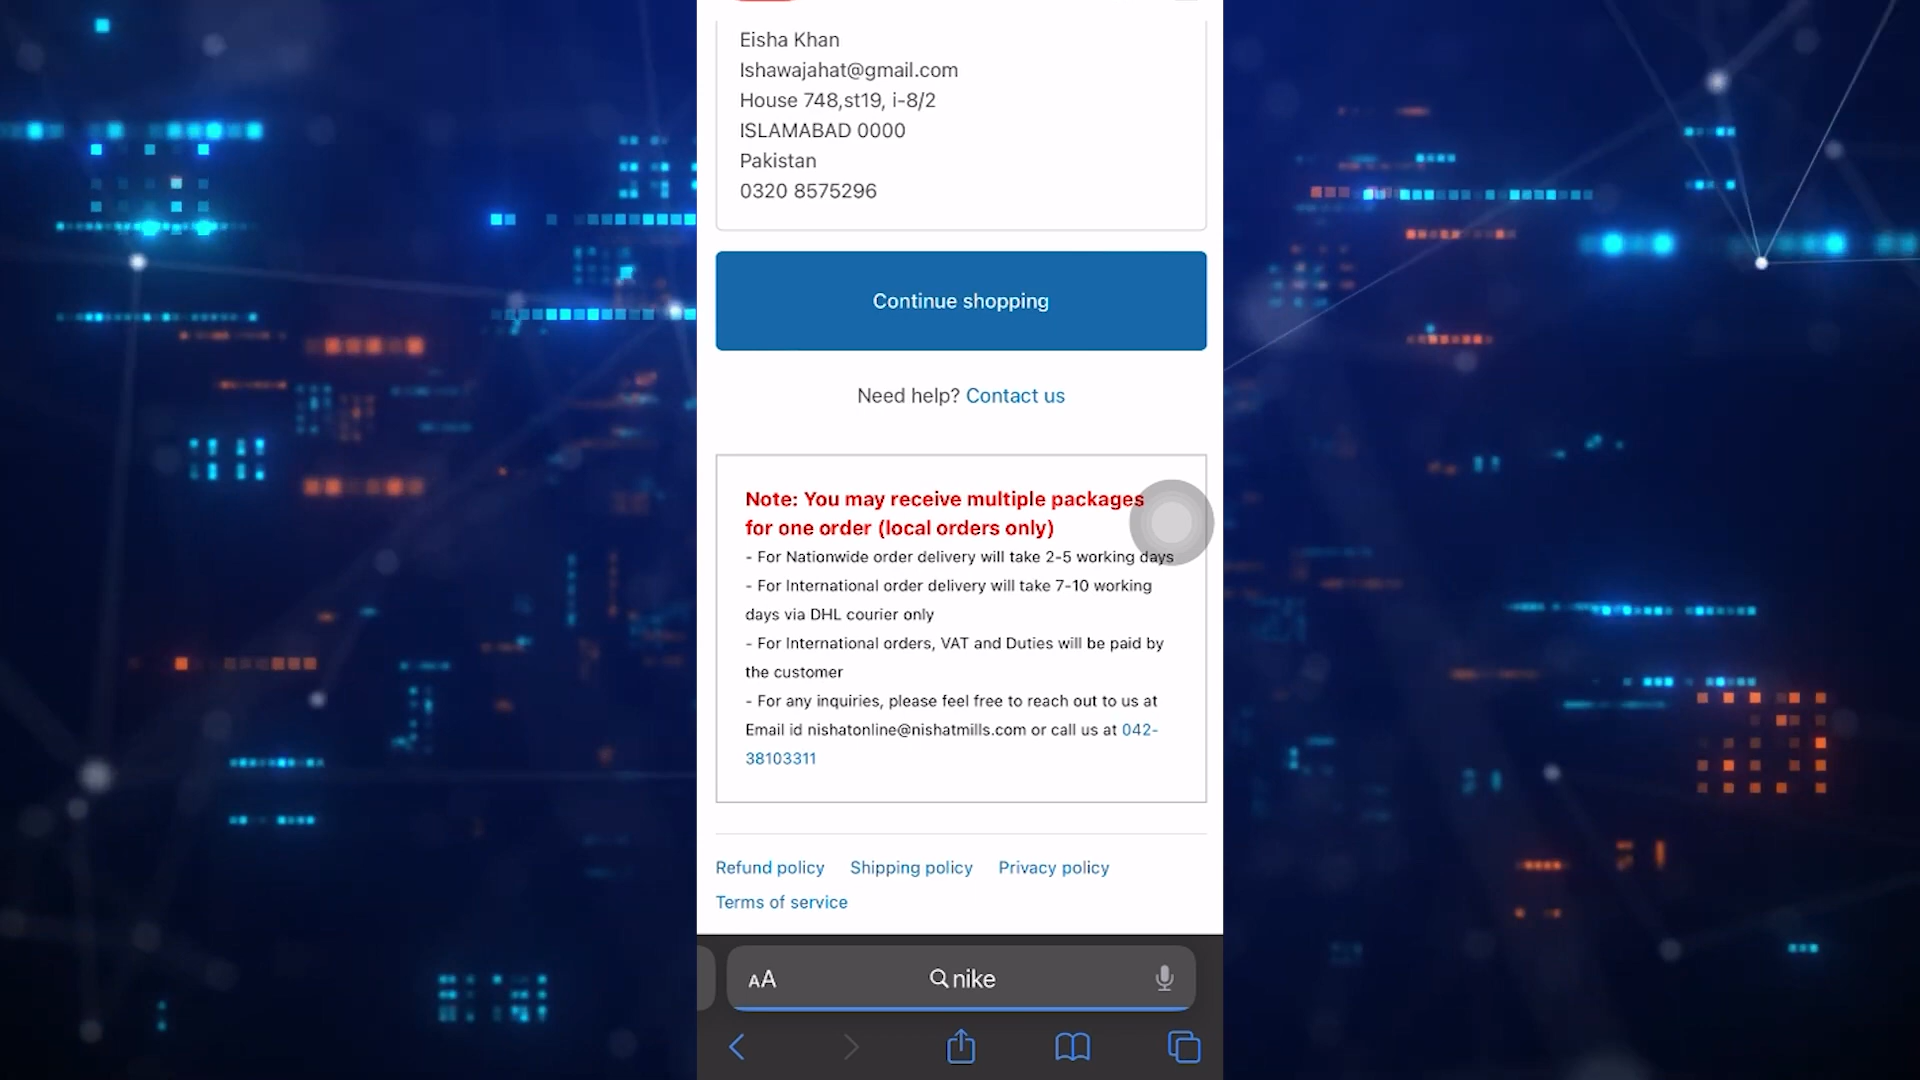 Eisha Khan
Ishawajahat@gmail.com
House 748,st19, i-8/2
ISLAMABAD 0000
Pakistan
0320 8575296
Continue shopping
Need help? Contact us
Note: You may receive multiple packages
for one order (local orders only)
- For Nationwide order delivery will take 2-5 working days
- For International order delivery will take 7-10 working
days via DHL courier only
- For International orders, VAT and Duties will be paid by
the customer
- For any inquiries, please feel free to reach out to us at
Email id nishatonline@nishatmills.com or call us at 042-
38103311
Refund policy Shipping policy Privacy policy
Terms of service
AA nike